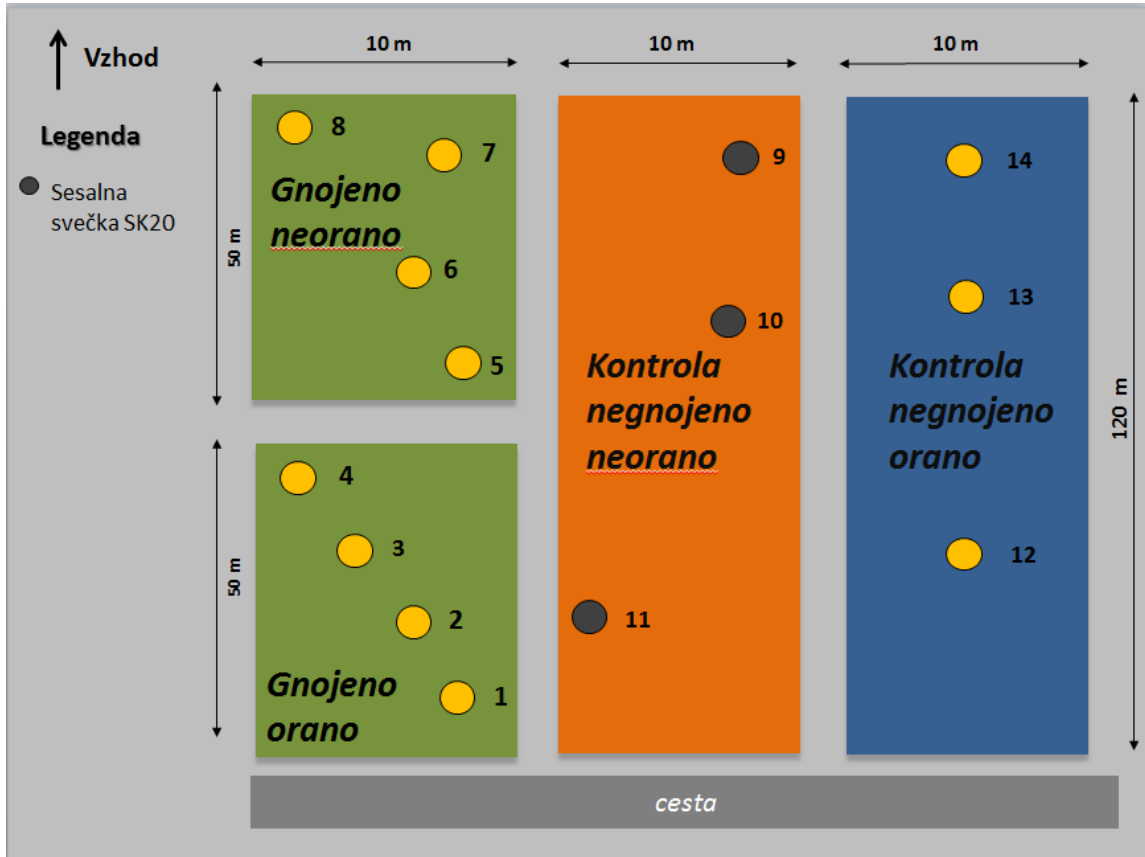 Vzhod
Legenda
Sesalna
svečka SK20
10 m
10 m
10 m
50 m
50 m
120 m
8
7
Gnojeno
neorano
6
5
4
3
2
Gnojeno
orano
1
9
10
Kontrola
negnojeno
neorano
11
14
13
Kontrola
negnojeno
orano
12
cesta